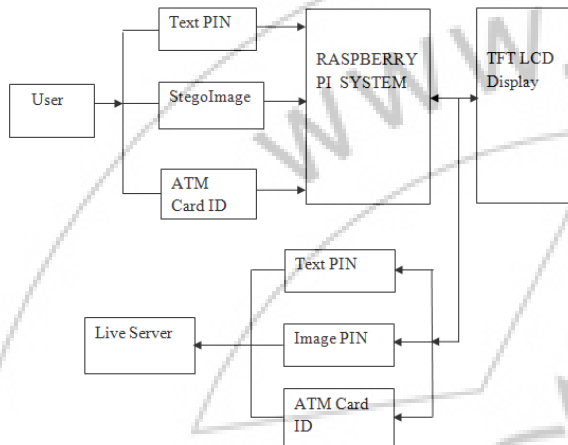 Text PIN
User
StegoImage
ATM
Card ID
RASPBERRY
PI SYSTEM
TFT LCD
Display
Text PIN
Live Server
Image PIN
ATM Card
ID
WW.